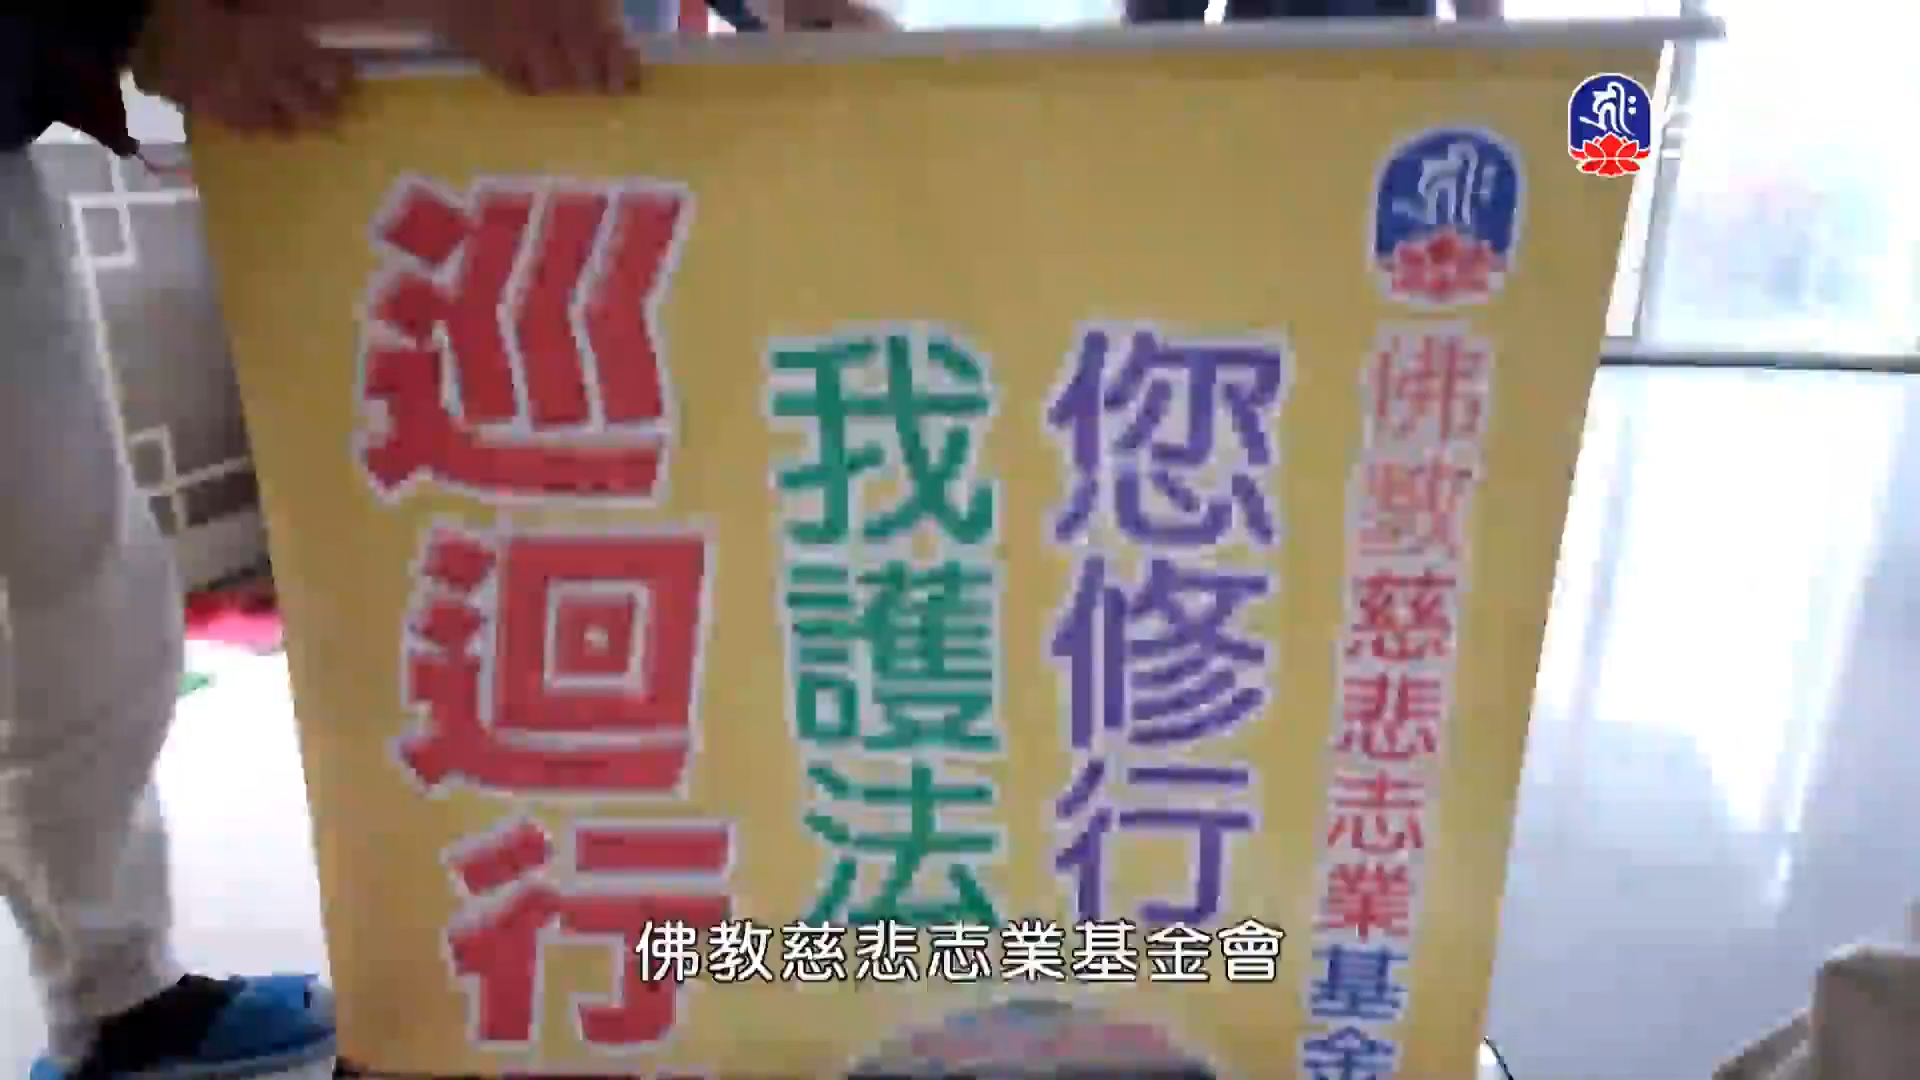 佛教慈悲志業基金
您修行
我護法
巡迴行
佛教慈悲志業基金會